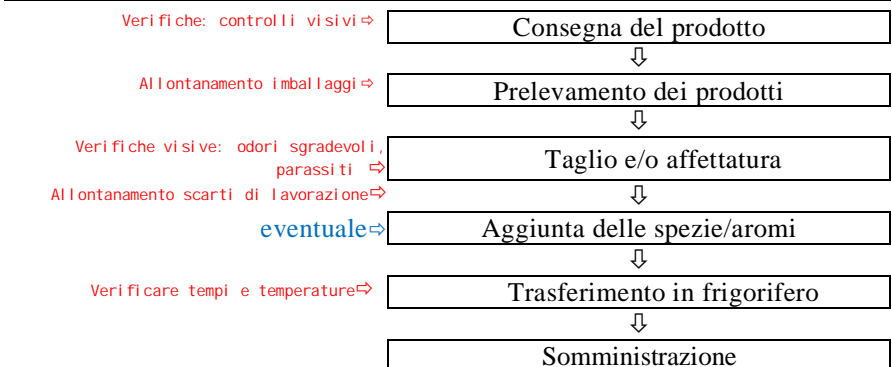 Verifiche: controlli visivi⇨ Consegna del prodotto
⇩
Allontanamento imballaggi⇨ Prelevamento dei prodotti
⇩
Verifiche visive: odori sgradevoli,
parassiti ⇨ Taglio e/o affettatura
Allontanamento scarti di lavorazione⇨ ⇩
eventuale⇨ Aggiunta delle spezie/aromi
⇩
Verificare tempi e temperature⇨ Trasferimento in frigorifero
⇩
Somministrazione